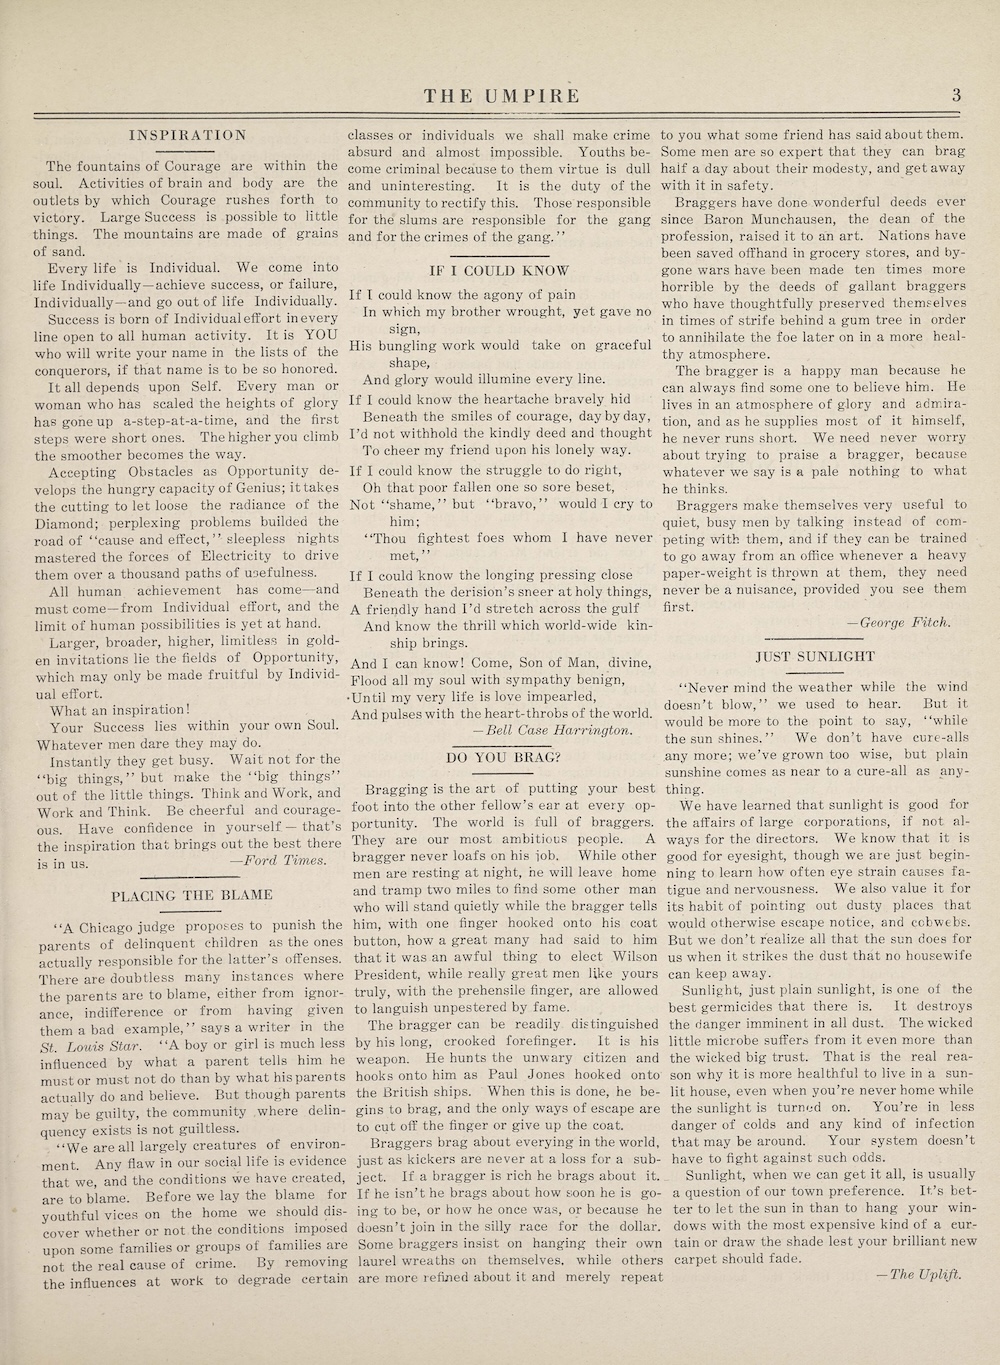 THE UMPIRE
3
INSPIRATION
The fountains of Courage are within the
soul. Activities of brain and body are the
outlets by which Courage rushes forth to
victory. Large Success is possible to little
things. The mountains are made of grains
of sand.
Every life is Individual. We come into
life Individually—achieve success, or failure,
Individually—and go out of life Individually.
Success is born of Individual effort in every
line open to all human activity. It is YOU
who will write your name in the lists of the
conquerors, if that name is to be so honored.
It all depends upon Self. Every man or
woman who has scaled the heights of glory
has gone up a-step-at-a-time, and the first
steps were short ones. The higher you climb
the smoother becomes the way.
Accepting Obstacles as Opportunity de-
velops the hungry capacity of Genius; it takes
the cutting to let loose the radiance of the
Diamond; perplexing problems builded the
road of "cause and effect," sleepless nights
mastered the forces of Electricity to drive
them over a thousand paths of usefulness.
All human achievement has come—and
must come—from Individual effort, and the
limit of human possibilities is yet at hand.
Larger, broader, higher, limitless in gold-
en invitations lie the fields of Opportunity,
which may only be made fruitful by Individ-
ual effort.
What an inspiration!
Your Success lies within your own Soul.
Whatever men dare they may do.
Instantly they get busy. Wait not for the
"big things," but make the "big things"
out of the little things. Think and Work, and
Work and Think. Be cheerful and courage-
ous. Have confidence in yourself — that's
the inspiration that brings out the best there
is in us. —Ford Times.
PLACING THE BLAME
"A Chicago judge proposes to punish the
parents of delinquent children as the ones
actually responsible for the latter's offenses.
There are doubtless many instances where
the parents are to blame, either from ignor-
ance, indifference or from having given
them a bad example," says a writer in the
St. Louis Star. "A boy or girl is much less
influenced by what a parent tells him he
must or must not do than by what his parents
actually do and believe. But though parents
may be guilty, the community where delin-
quency exists is not guiltless.
"We are all largely creatures of environ-
ment. Any flaw in our social life is evidence
that we, and the conditions we have created,
are to blame. Before we lay the blame for
youthful vices on the home we should dis-
cover whether or not the conditions imposed
upon some families or groups of families are
not the real cause of crime. By removing
the influences at work to degrade certain
classes or individuals we shall make crime
absurd and almost impossible. Youths be-
come criminal because to them virtue is dull
and uninteresting. It is the duty of the
community to rectify this. Those responsible
for the slums are responsible for the gang
and for the crimes of the gang."
IF I COULD KNOW
If I could know the agony of pain
In which my brother wrought, yet gave no
sign,
His bungling work would take on graceful
shape,
And glory would illumine every line.
If I could know the heartache bravely hid
Beneath the smiles of courage, day by day,
I'd not withhold the kindly deed and thought
To cheer my friend upon his lonely way.
If I could know the struggle to do right,
Oh that poor fallen one so sore beset,
Not "shame," but "bravo," would I cry to
him;
"Thou fightest foes whom I have never
met,"
If I could know the longing pressing close
Beneath the derision's sneer at holy things,
A friendly hand I'd stretch across the gulf
And know the thrill which world-wide kin-
ship brings.
And I can know! Come, Son of Man, divine,
Flood all my soul with sympathy benign,
Until my very life is love impearled,
And pulses with the heart-throbs of the world.
—Bell Case Harrington.
DO YOU BRAG?
Bragging is the art of putting your best
foot into the other fellow's ear at every op-
portunity. The world is full of braggers.
They are our most ambitious people. A
bragger never loafs on his job. While other
men are resting at night, he will leave home
and tramp two miles to find some other man
who will stand quietly while the bragger tells
him, with one finger hooked onto his coat
button, how a great many had said to him
that it was an awful thing to elect Wilson
President, while really great men like yours
truly, with the prehensile finger, are allowed
to languish unpestered by fame.
The bragger can be readily distinguished
by his long, crooked forefinger. It is his
weapon. He hunts the unwary citizen and
hooks onto him as Paul Jones hooked onto
the British ships. When this is done, he be-
gins to brag, and the only ways of escape are
to cut off the finger or give up the coat.
Braggers brag about everying in the world,
just as kickers are never at a loss for a sub-
ject. If a bragger is rich he brags about it.
If he isn't he brags about how soon he is go-
ing to be, or how he once was, or because he
doesn't join in the silly race for the dollar.
Some braggers insist on hanging their own
laurel wreaths on themselves, while others
are more refined about it and merely repeat
to you what some friend has said about them.
Some men are so expert that they can brag
half a day about their modesty, and get away
with it in safety.
Braggers have done wonderful deeds ever
since Baron Munchausen, the dean of the
profession, raised it to an art. Nations have
been saved offhand in grocery stores, and by-
gone wars have been made ten times more
horrible by the deeds of gallant braggers
who have thoughtfully preserved themselves
in times of strife behind a gum tree in order
to annihilate the foe later on in a more heal-
thy atmosphere.
The bragger is a happy man because he
can always find some one to believe him. He
lives in an atmosphere of glory and admira-
tion, and as he supplies most of it himself,
he never runs short. We need never worry
about trying to praise a bragger, because
whatever we say is a pale nothing to what
he thinks.
Braggers make themselves very useful to
quiet, busy men by talking instead of com-
peting with them, and if they can be trained
to go away from an office whenever a heavy
paper-weight is thrown at them, they need
never be a nuisance, provided you see them
first.
—George Fitch.
JUST SUNLIGHT
"Never mind the weather while the wind
doesn't blow," we used to hear. But it
would be more to the point to say, "while
the sun shines." We don't have cure-alls
any more; we've grown too wise, but plain
sunshine comes as near to a cure-all as any-
thing.
We have learned that sunlight is good for
the affairs of large corporations, if not al-
ways for the directors. We know that it is
good for eyesight, though we are just begin-
ning to learn how often eye strain causes fa-
tigue and nervousness. We also value it for
its habit of pointing out dusty places that
would otherwise escape notice, and cobwebs.
But we don't realize all that the sun does for
us when it strikes the dust that no housewife
can keep away.
Sunlight, just plain sunlight, is one of the
best germicides that there is. It destroys
the danger imminent in all dust. The wicked
little microbe suffers from it even more than
the wicked big trust. That is the real rea-
son why it is more healthful to live in a sun-
lit house, even when you're never home while
the sunlight is turned on. You're in less
danger of colds and any kind of infection
that may be around. Your system doesn't
have to fight against such odds.
Sunlight, when we can get it all, is usually
a question of our town preference. It's bet-
ter to let the sun in than to hang your win-
dows with the most expensive kind of a cur-
tain or draw the shade lest your brilliant new
carpet should fade.
—The Uplift.